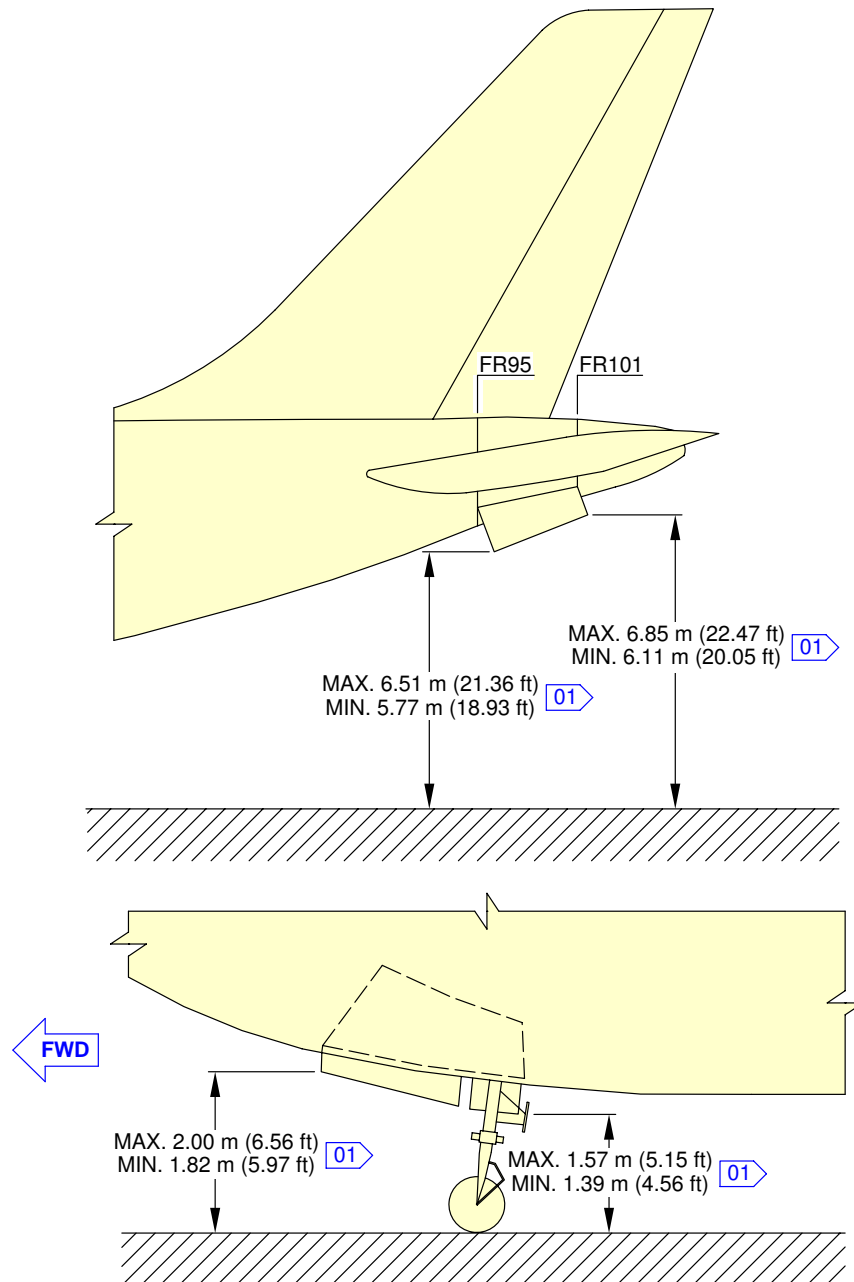 FR95
FR101
MAX. 6.85 m (22.47 ft)
MIN. 6.11 m (20.05 ft)
01
MAX. 6.51 m (21.36 ft)
MIN. 5.77 m (18.93 ft)
01
FWD
MAX. 2.00 m (6.56 ft)
MIN. 1.82 m (5.97 ft)
01
MAX. 1.57 m (5.15 ft)
MIN. 1.39 m (4.56 ft)
01